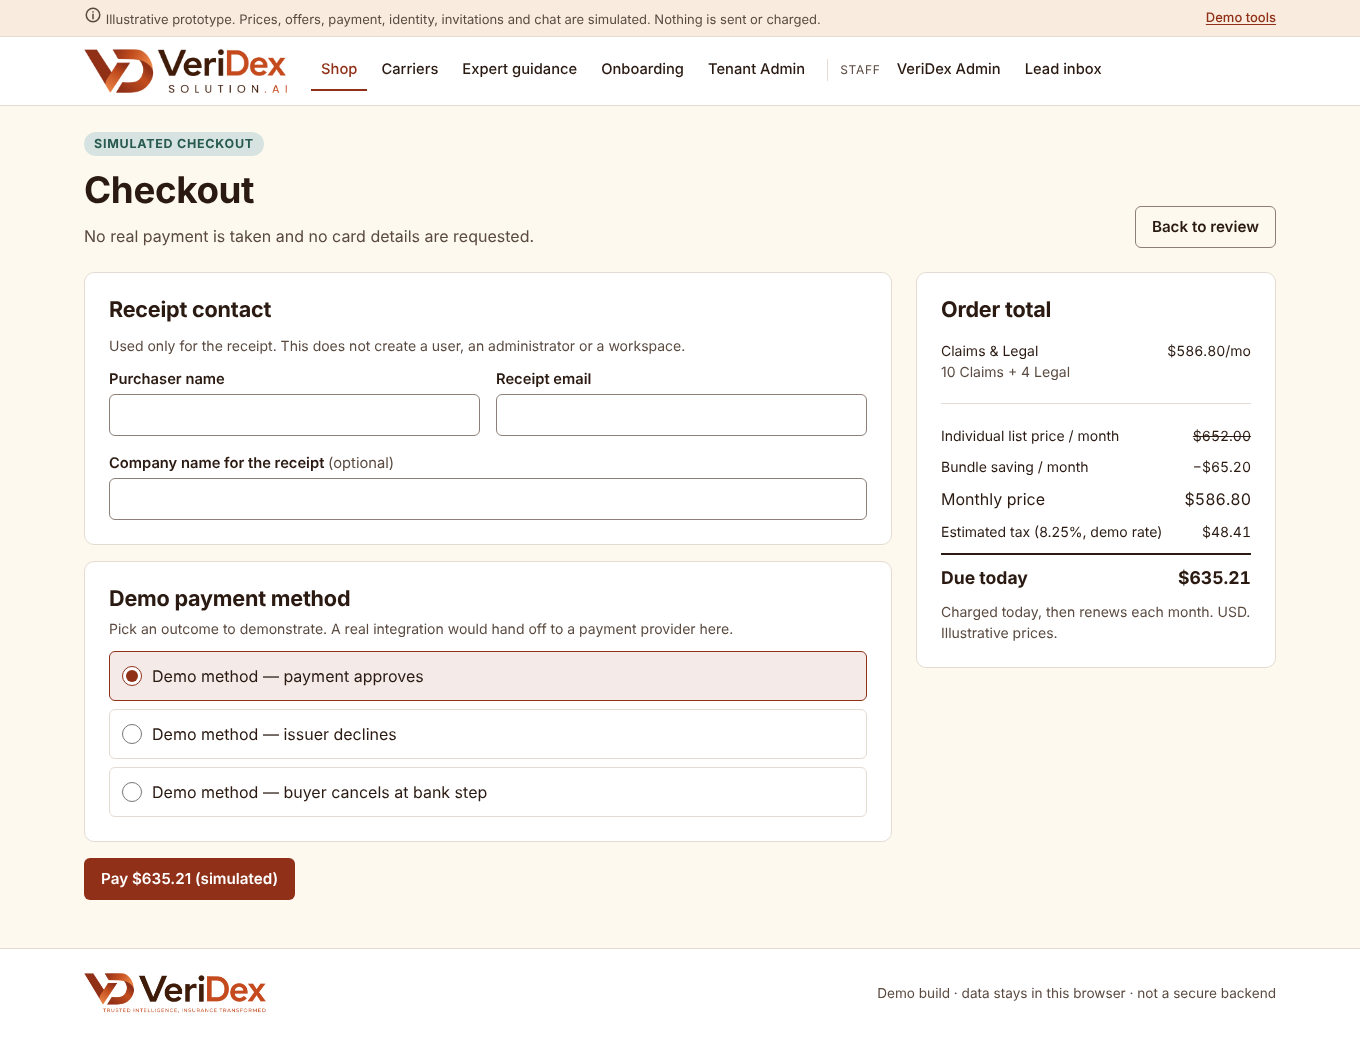 Illustrative prototype. Prices, offers, payment, identity, invitations and chat are simulated. Nothing is sent or charged.
Demo tools
VeriDex
SOLUTION.AI
Shop
Carriers
Expert guidance
Onboarding
Tenant Admin
STAFF
VeriDex Admin
Lead inbox
SIMULATED CHECKOUT
Checkout
No real payment is taken and no card details are requested.
Back to review
Receipt contact
Used only for the receipt. This does not create a user, an administrator or a workspace.
Purchaser name
Receipt email
Company name for the receipt (optional)
Demo payment method
Pick an outcome to demonstrate. A real integration would hand off to a payment provider here.
Demo method — payment approves
Demo method — issuer declines
Demo method — buyer cancels at bank step
Pay $635.21 (simulated)
Order total
Claims & Legal $586.80/mo
10 Claims + 4 Legal
Individual list price / month $652.00
Bundle saving / month −$65.20
Monthly price $586.80
Estimated tax (8.25%, demo rate) $48.41
Due today $635.21
Charged today, then renews each month. USD.
Illustrative prices.
VeriDex
TRUSTED INTELLIGENCE, INSURANCE TRANSFORMED
Demo build · data stays in this browser · not a secure backend